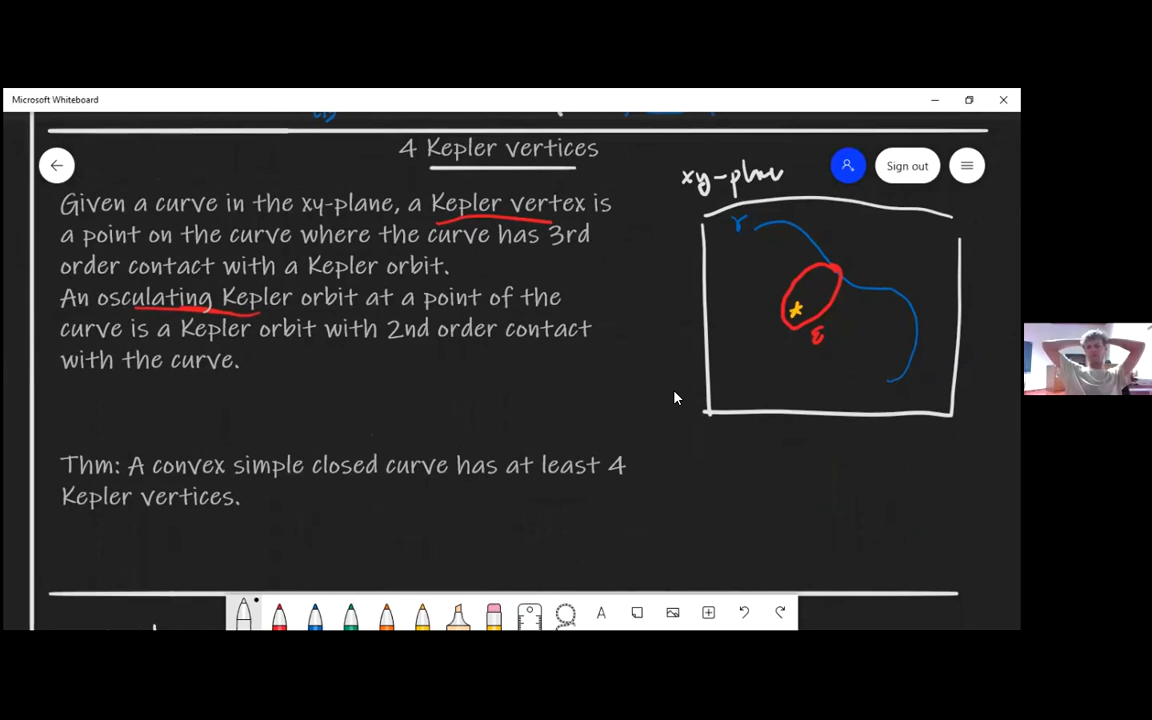 Microsoft Whiteboard
4 Kepler vertices
xy-plane
Sign out
Given a curve in the xy-plane, a Kepler vertex is
a point on the curve where the curve has 3rd
order contact with a Kepler orbit.
An osculating Kepler orbit at a point of the
curve is a Kepler orbit with 2nd order contact
with the curve.
γ
ε
Thm: A convex simple closed curve has at least 4
Kepler vertices.
A